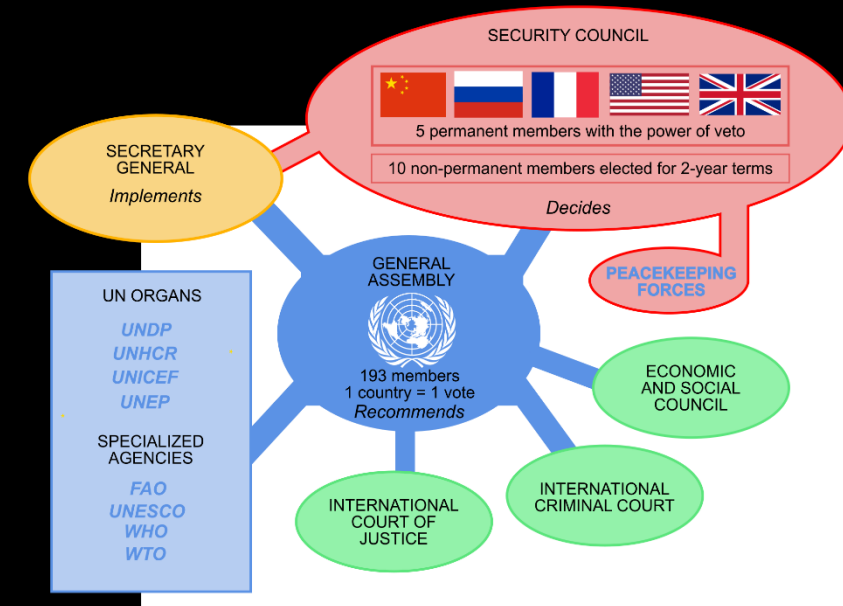 SECURITY COUNCIL
5 permanent members with the power of veto
10 non-permanent members elected for 2-year terms
Decides
SECRETARY
GENERAL
Implements
PEACEKEEPING
FORCES
GENERAL
ASSEMBLY
193 members
1 country = 1 vote
Recommends
UN ORGANS
UNDP
UNHCR
UNICEF
UNEP
SPECIALIZED
AGENCIES
FAO
UNESCO
WHO
WTO
ECONOMIC
AND SOCIAL
COUNCIL
INTERNATIONAL
CRIMINAL COURT
INTERNATIONAL
COURT OF
JUSTICE